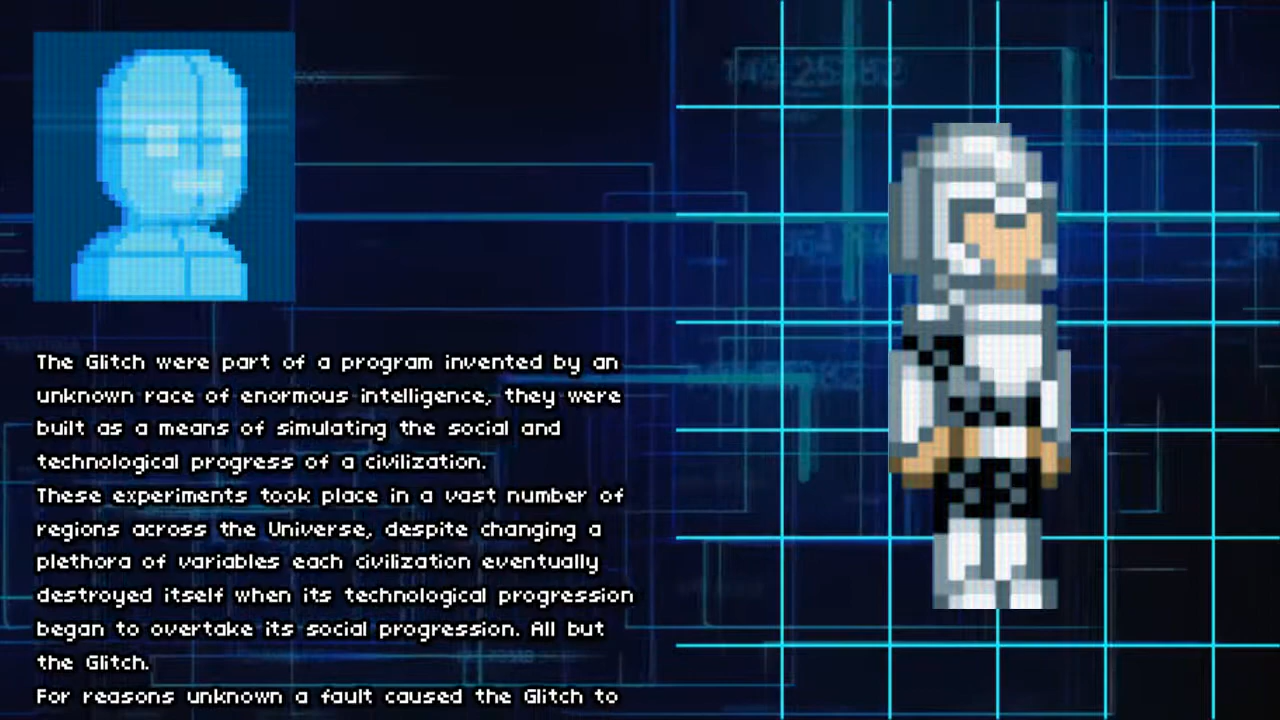 The Glitch were part of a program invented by an
unknown race of enormous intelligence, they were
built as a means of simulating the social and
technological progress of a civilization.
These experiments took place in a vast number of
regions across the Universe, despite changing a
plethora of variables each civilization eventually
destroyed itself when its technological progression
began to overtake its social progression. All but
the Glitch.
For reasons unknown a fault caused the Glitch to